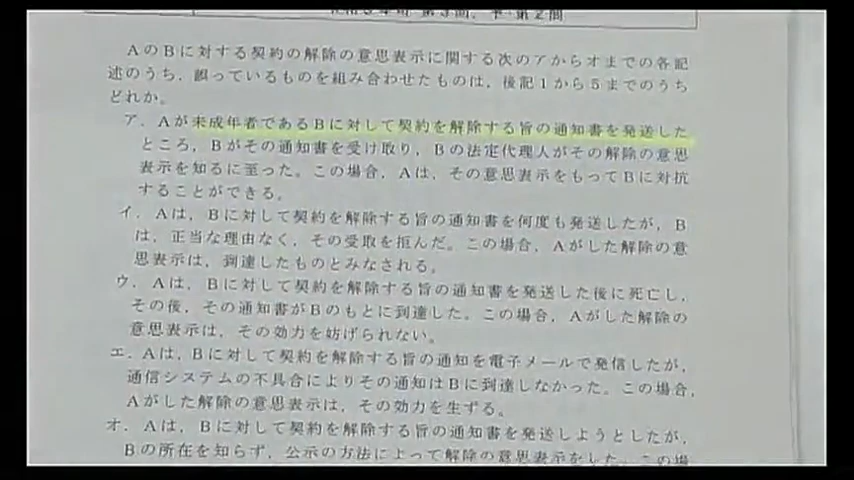 AのBに対する契約の解除の意思表示に関する次のアからオまでの各記
述のうち，誤っているものを組み合わせたものは，後記1から5までのうち
どれか。
ア．Aが未成年者であるBに対して契約を解除する旨の通知書を発送した
ところ，Bがその通知書を受け取り，Bの法定代理人がその解除の意思
表示を知るに至った。この場合，Aは，その意思表示をもってBに対抗
することができる。
イ．Aは，Bに対して契約を解除する旨の通知書を何度も発送したが，B
は，正当な理由なく，その受取を拒んだ。この場合，Aがした解除の意
思表示は，到達したものとみなされる。
ウ．Aは，Bに対して契約を解除する旨の通知書を発送した後に死亡し，
その後，その通知書がBのもとに到達した。この場合，Aがした解除の
意思表示は，その効力を妨げられない。
エ．Aは，Bに対して契約を解除する旨の通知を電子メールで発信したが，
通信システムの不具合によりその通知はBに到達しなかった。この場合，
Aがした解除の意思表示は，その効力を生ずる。
オ．Aは，Bに対して契約を解除する旨の通知書を発送しようとしたが，
Bの所在を知らず，公示の方法によって解除の意思表示をした。この場